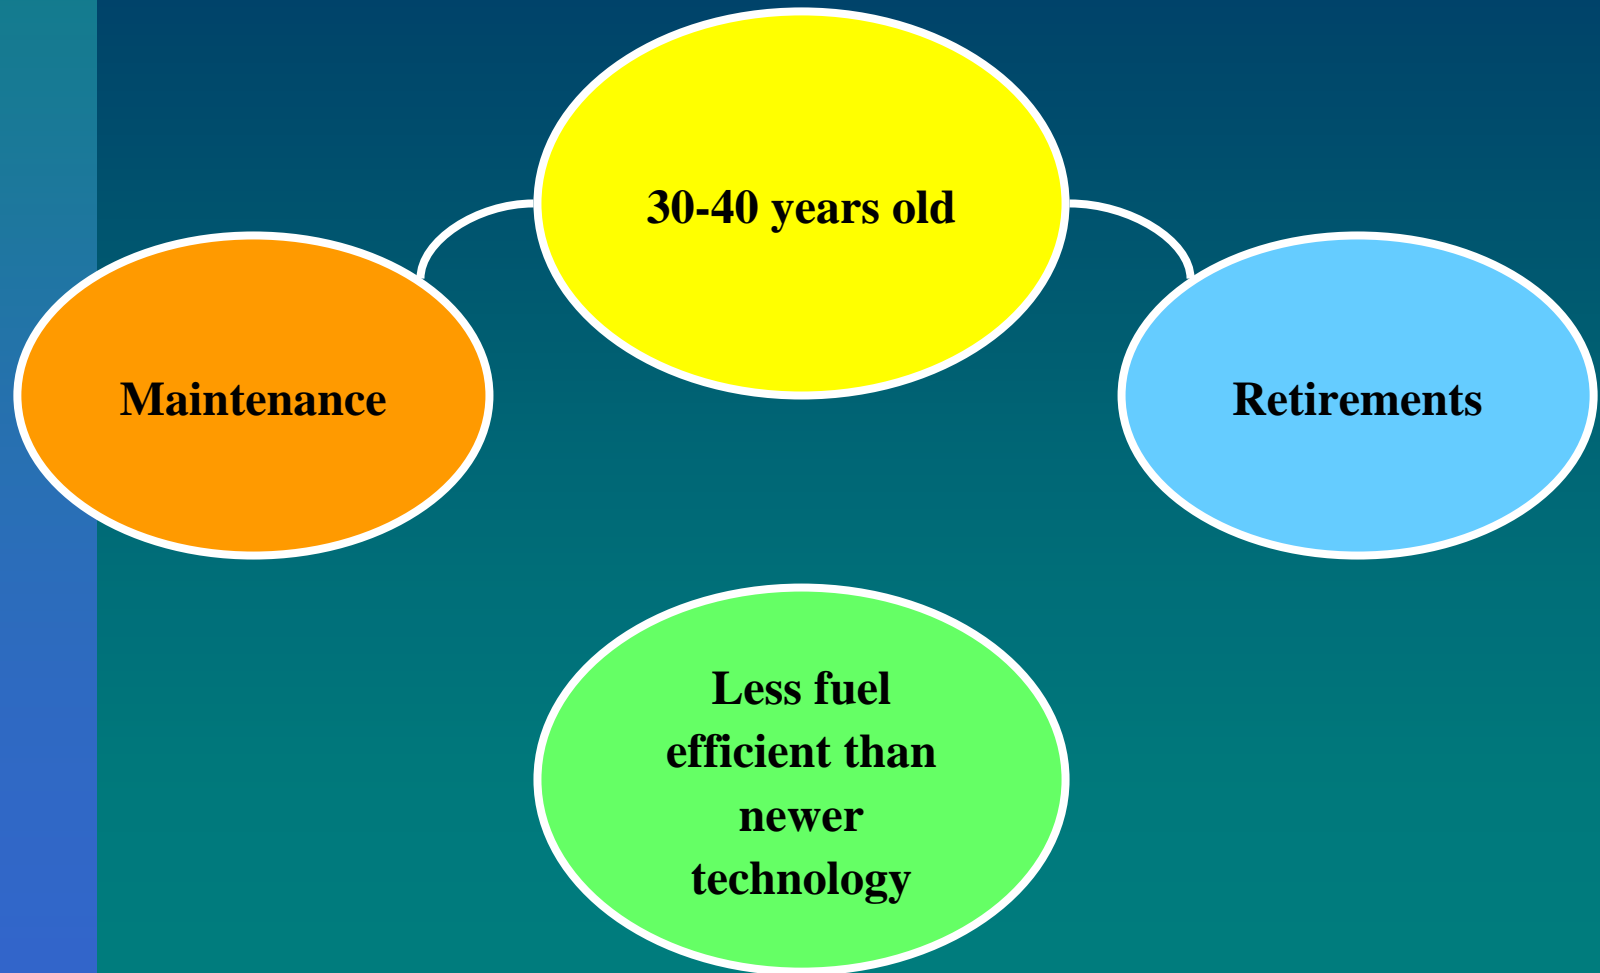 30-40 years old
Maintenance
Retirements
Less fuel
efficient than
newer
technology